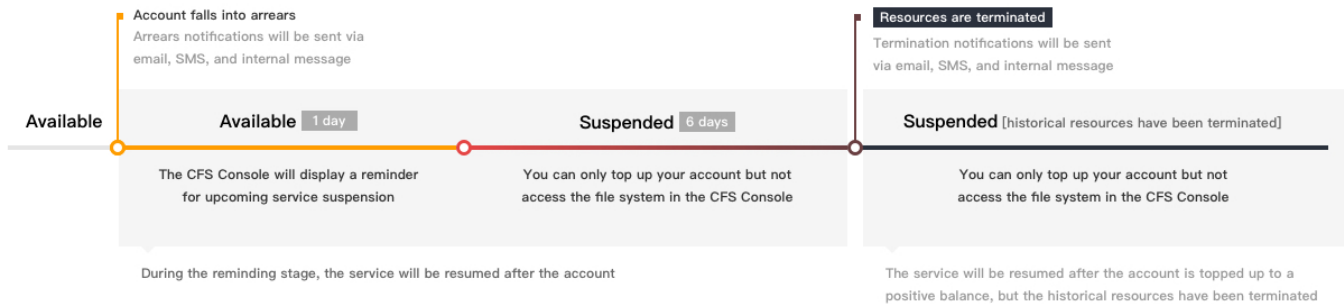 Account falls into arrears
Arrears notifications will be sent via
email, SMS, and internal message
Resources are terminated
Termination notifications will be sent
via email, SMS, and internal message
Available
Available 1 day
Suspended 6 days
Suspended [historical resources have been terminated]
The CFS Console will display a reminder
for upcoming service suspension
You can only top up your account but not
access the file system in the CFS Console
You can only top up your account but not
access the file system in the CFS Console
During the reminding stage, the service will be resumed after the account
The service will be resumed after the account is topped up to a
positive balance, but the historical resources have been terminated